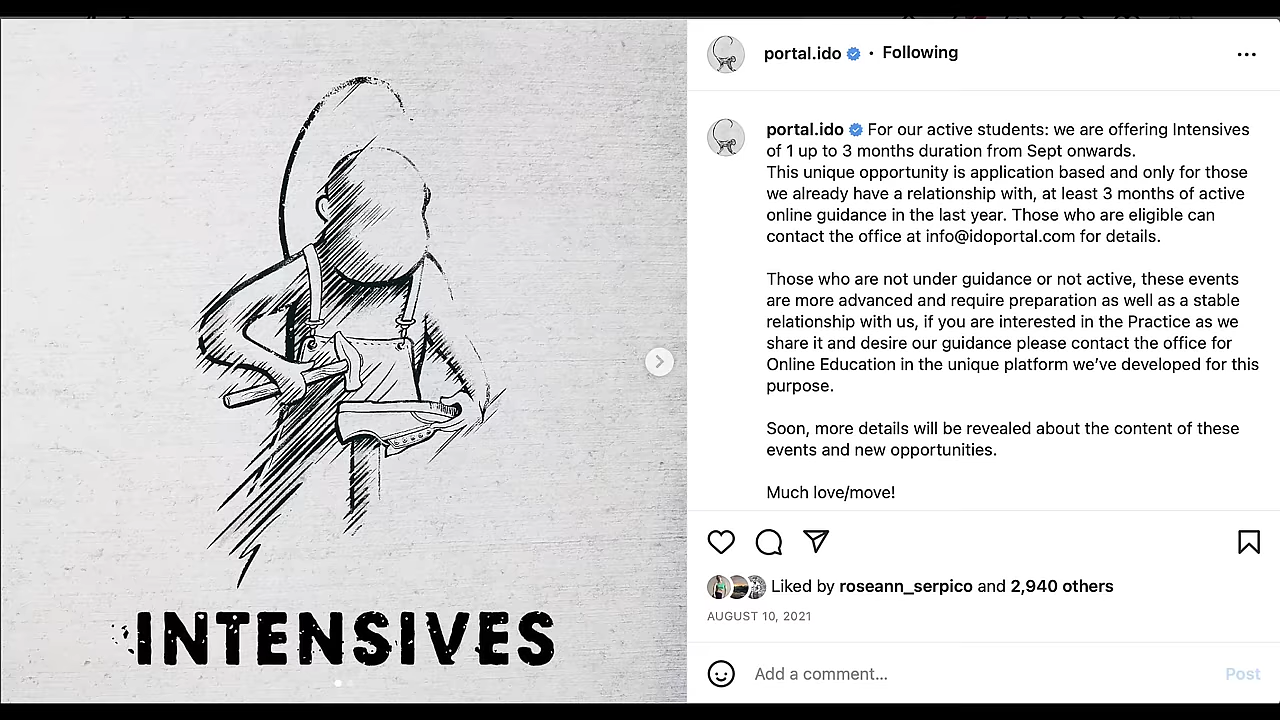 portal.ido • Following
portal.ido For our active students: we are offering Intensives
of 1 up to 3 months duration from Sept onwards.
This unique opportunity is application based and only for those
we already have a relationship with, at least 3 months of active
online guidance in the last year. Those who are eligible can
contact the office at info@idoportal.com for details.
Those who are not under guidance or not active, these events
are more advanced and require preparation as well as a stable
relationship with us, if you are interested in the Practice as we
share it and desire our guidance please contact the office for
Online Education in the unique platform we’ve developed for this
purpose.
Soon, more details will be revealed about the content of these
events and new opportunities.
Much love/move!
Liked by roseann_serpico and 2,940 others
AUGUST 10, 2021
Add a comment...
Post
INTENSIVES